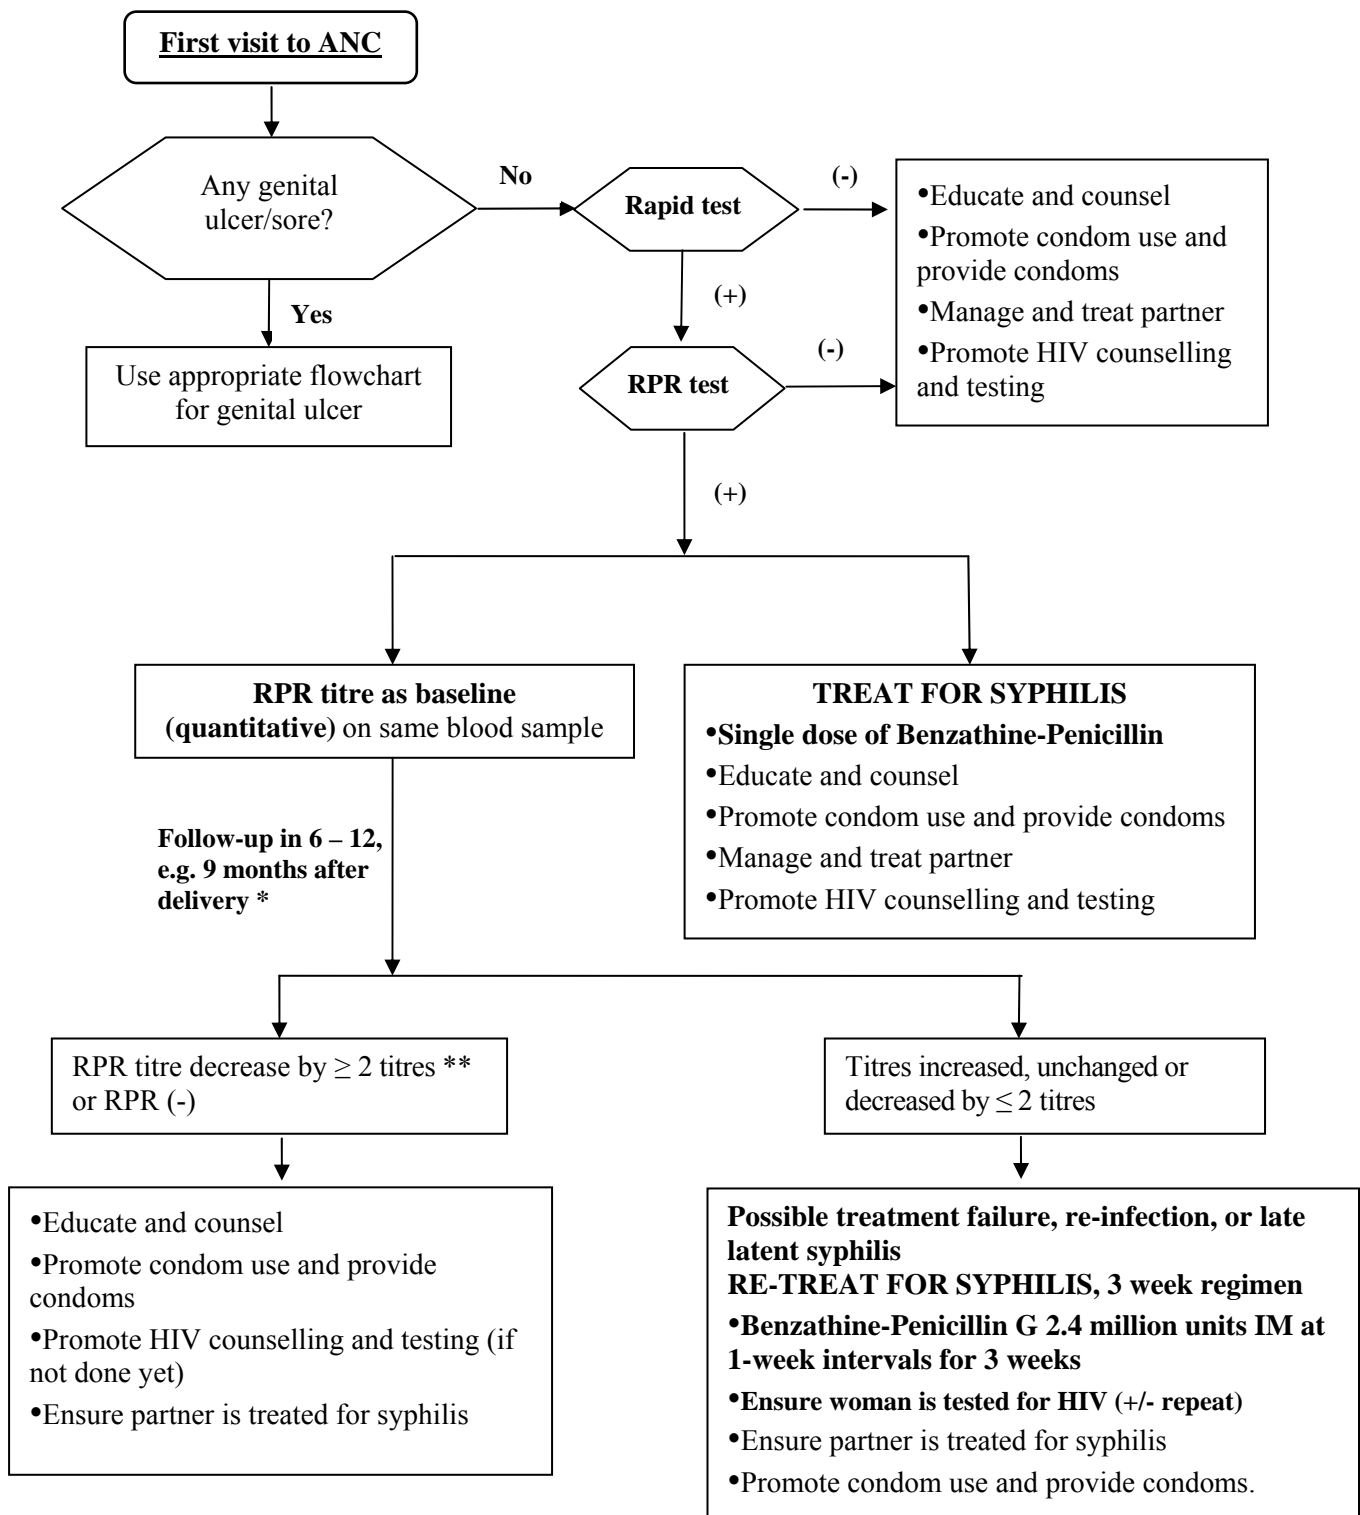 First visit to ANC
Any genital
ulcer/sore?
No
Rapid test
(-)
•Educate and counsel
•Promote condom use and
provide condoms
•Manage and treat partner
•Promote HIV counselling
and testing
(+)
Yes
Use appropriate flowchart
for genital ulcer
RPR test
(-)
(+)
RPR titre as baseline
(quantitative) on same blood sample
TREAT FOR SYPHILIS
•Single dose of Benzathine-Penicillin
•Educate and counsel
•Promote condom use and provide condoms
•Manage and treat partner
•Promote HIV counselling and testing
Follow-up in 6 – 12,
e.g. 9 months after
delivery *
RPR titre decrease by ≥ 2 titres **
or RPR (-)
Titres increased, unchanged or
decreased by ≤ 2 titres
•Educate and counsel
•Promote condom use and provide
condoms
•Promote HIV counselling and testing (if
not done yet)
•Ensure partner is treated for syphilis
Possible treatment failure, re-infection, or late
latent syphilis
RE-TREAT FOR SYPHILIS, 3 week regimen
•Benzathine-Penicillin G 2.4 million units IM at
1-week intervals for 3 weeks
•Ensure woman is tested for HIV (+/- repeat)
•Ensure partner is treated for syphilis
•Promote condom use and provide condoms.